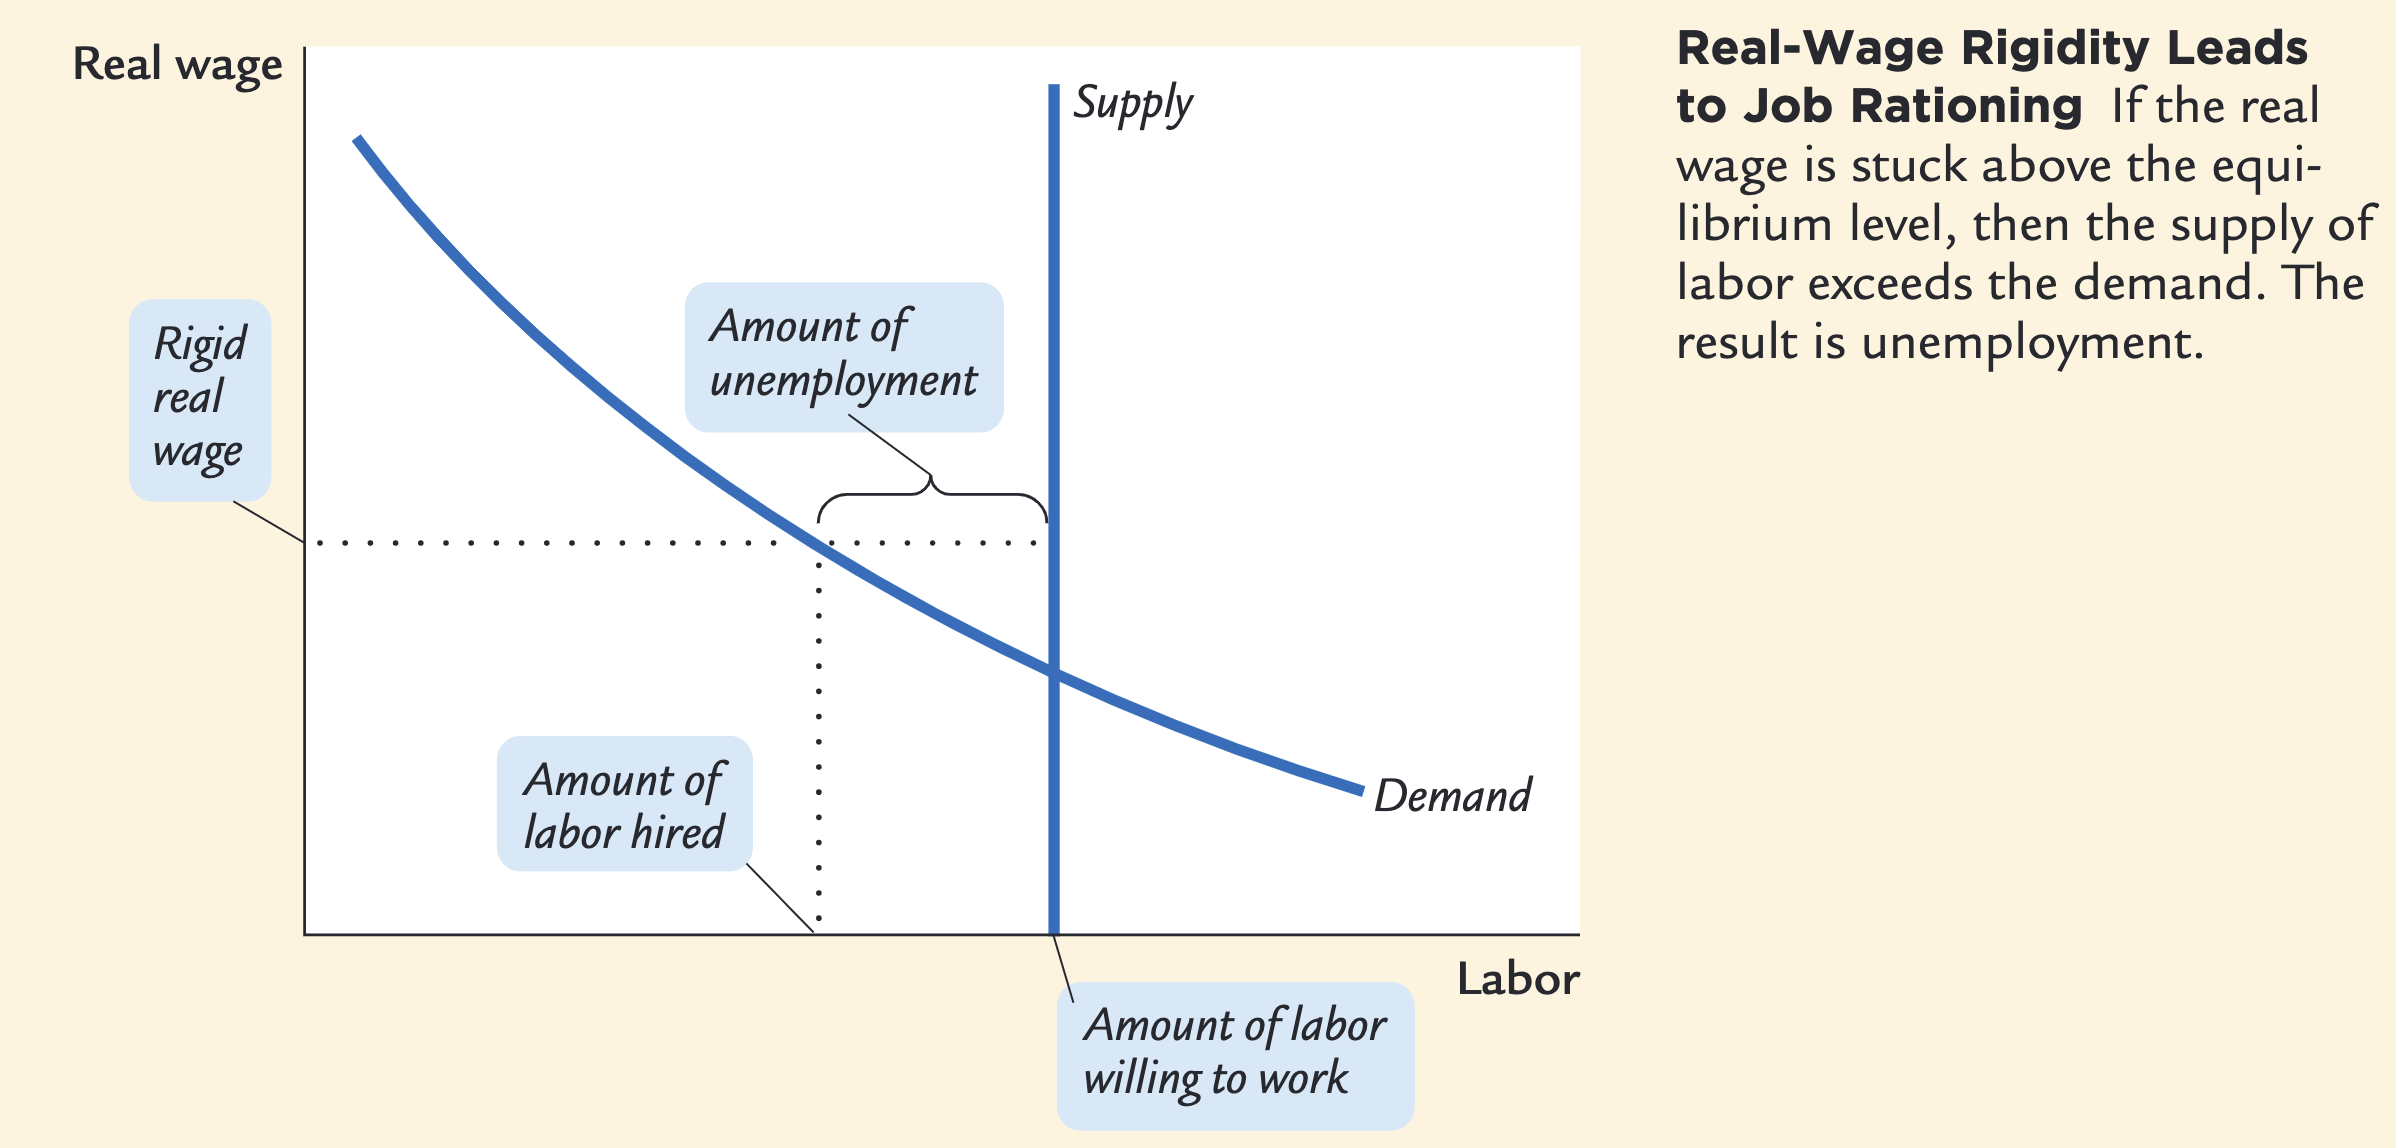 Real wage
Supply
Rigid
real
wage
Amount of
unemployment
Amount of
labor hired
Demand
Labor
Amount of labor
willing to work
Real-Wage Rigidity Leads
to Job Rationing If the real
wage is stuck above the equi-
librium level, then the supply of
labor exceeds the demand. The
result is unemployment.